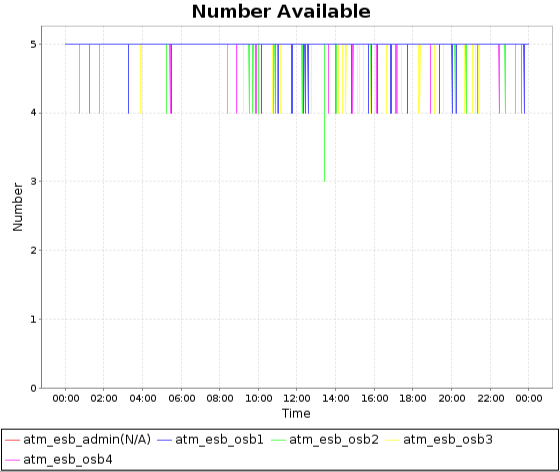 Number Available
5
4
3
2
1
0
Number
00:00 02:00 04:00 06:00 08:00 10:00 12:00 14:00 16:00 18:00 20:00 22:00 00:00
Time
atm_esb_admin(N/A) atm_esb_osb1 atm_esb_osb2 atm_esb_osb3
atm_esb_osb4